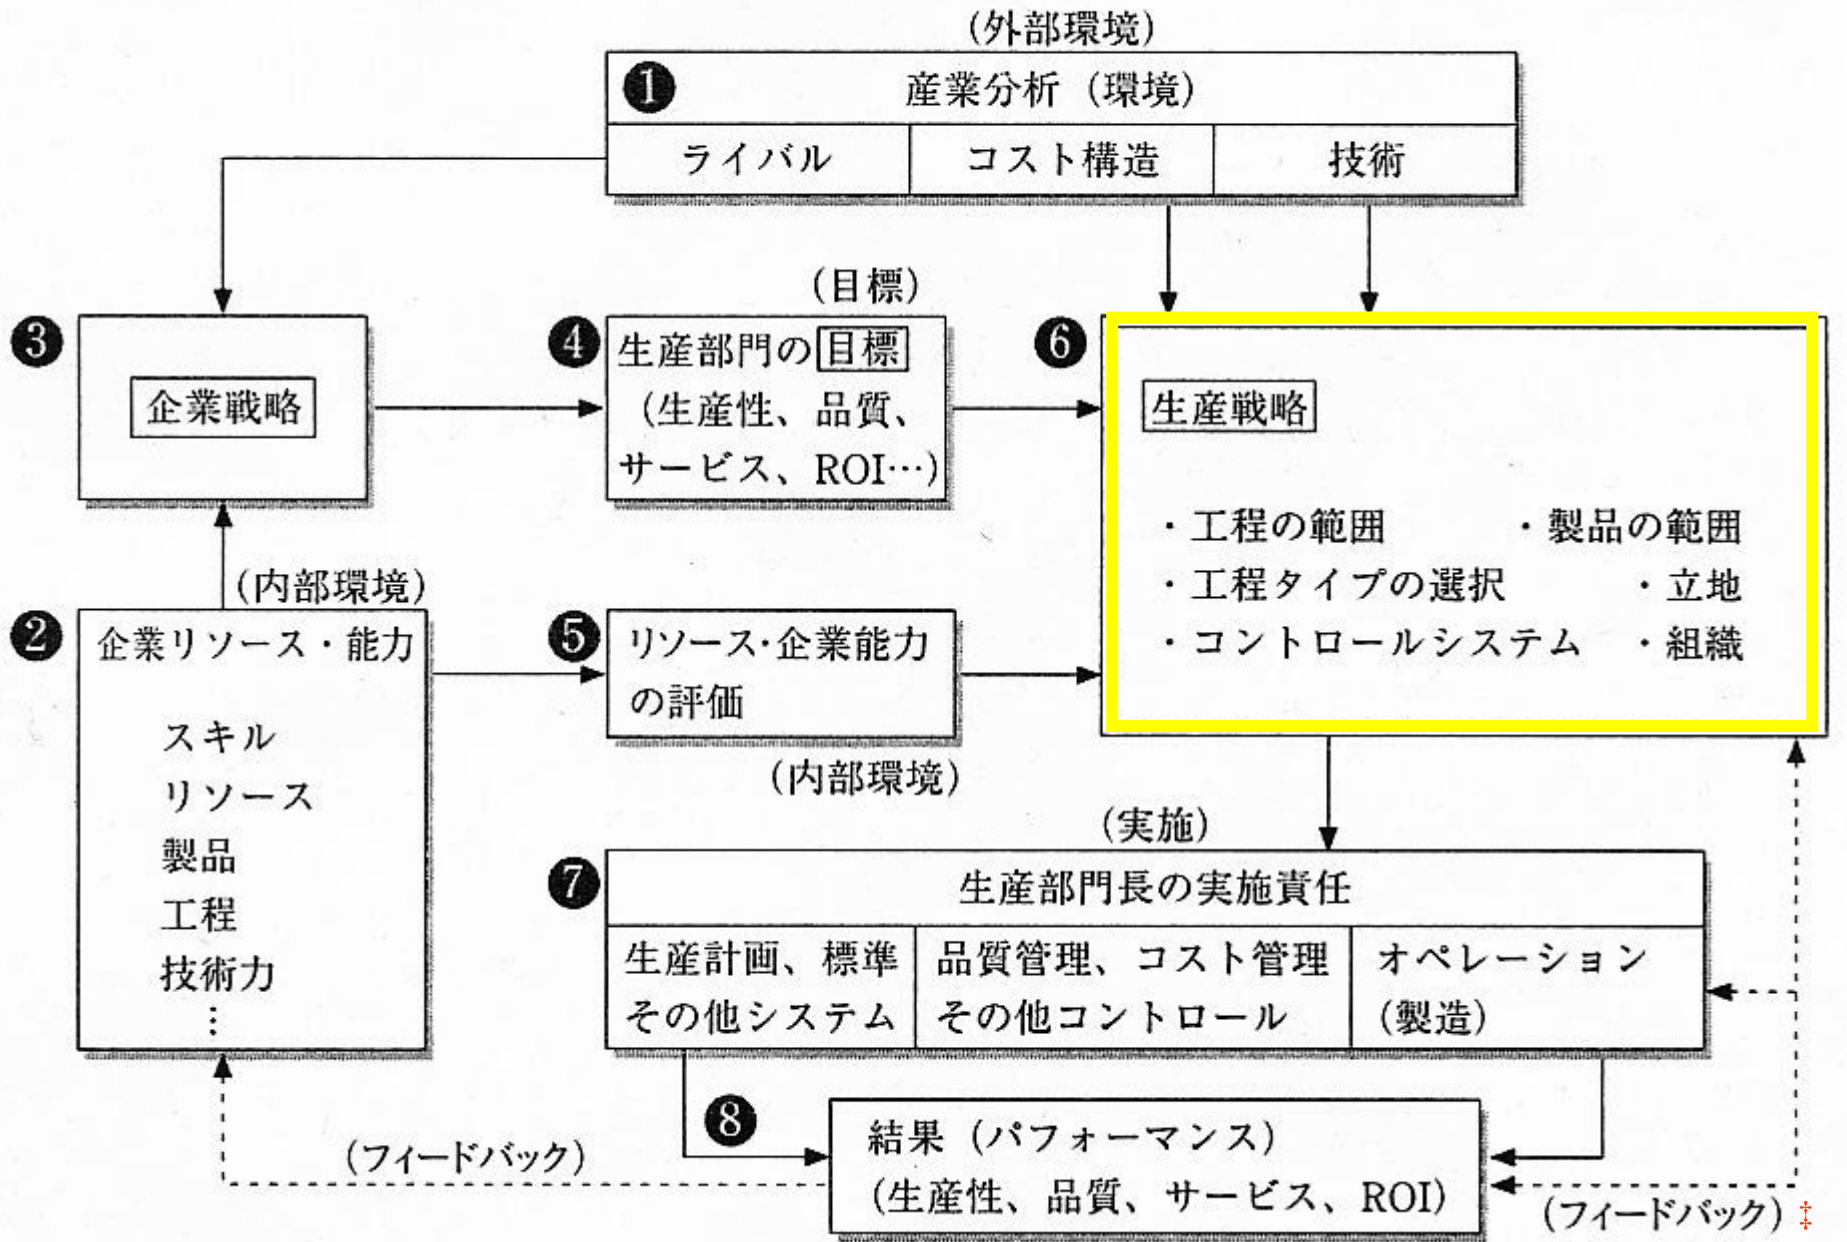 (外部環境)
❶ 産業分析（環境）
ライバル コスト構造 技術
❸ 企業戦略
(目標)
❹ 生産部門の目標
（生産性、品質、
サービス、ROI…)
❻ 生産戦略
・工程の範囲 ・製品の範囲
・工程タイプの選択 ・立地
・コントロールシステム ・組織
(内部環境)
❷ 企業リソース・能力
スキル
リソース
製品
工程
技術力
⋮
❺ リソース・企業能力
の評価
(内部環境)
(実施)
❼ 生産部門長の実施責任
生産計画、標準
その他システム
品質管理、コスト管理
その他コントロール
オペレーション
(製造)
❽ 結果（パフォーマンス）
(生産性、品質、サービス、ROI)
(フィードバック)
(フィードバック) ‡